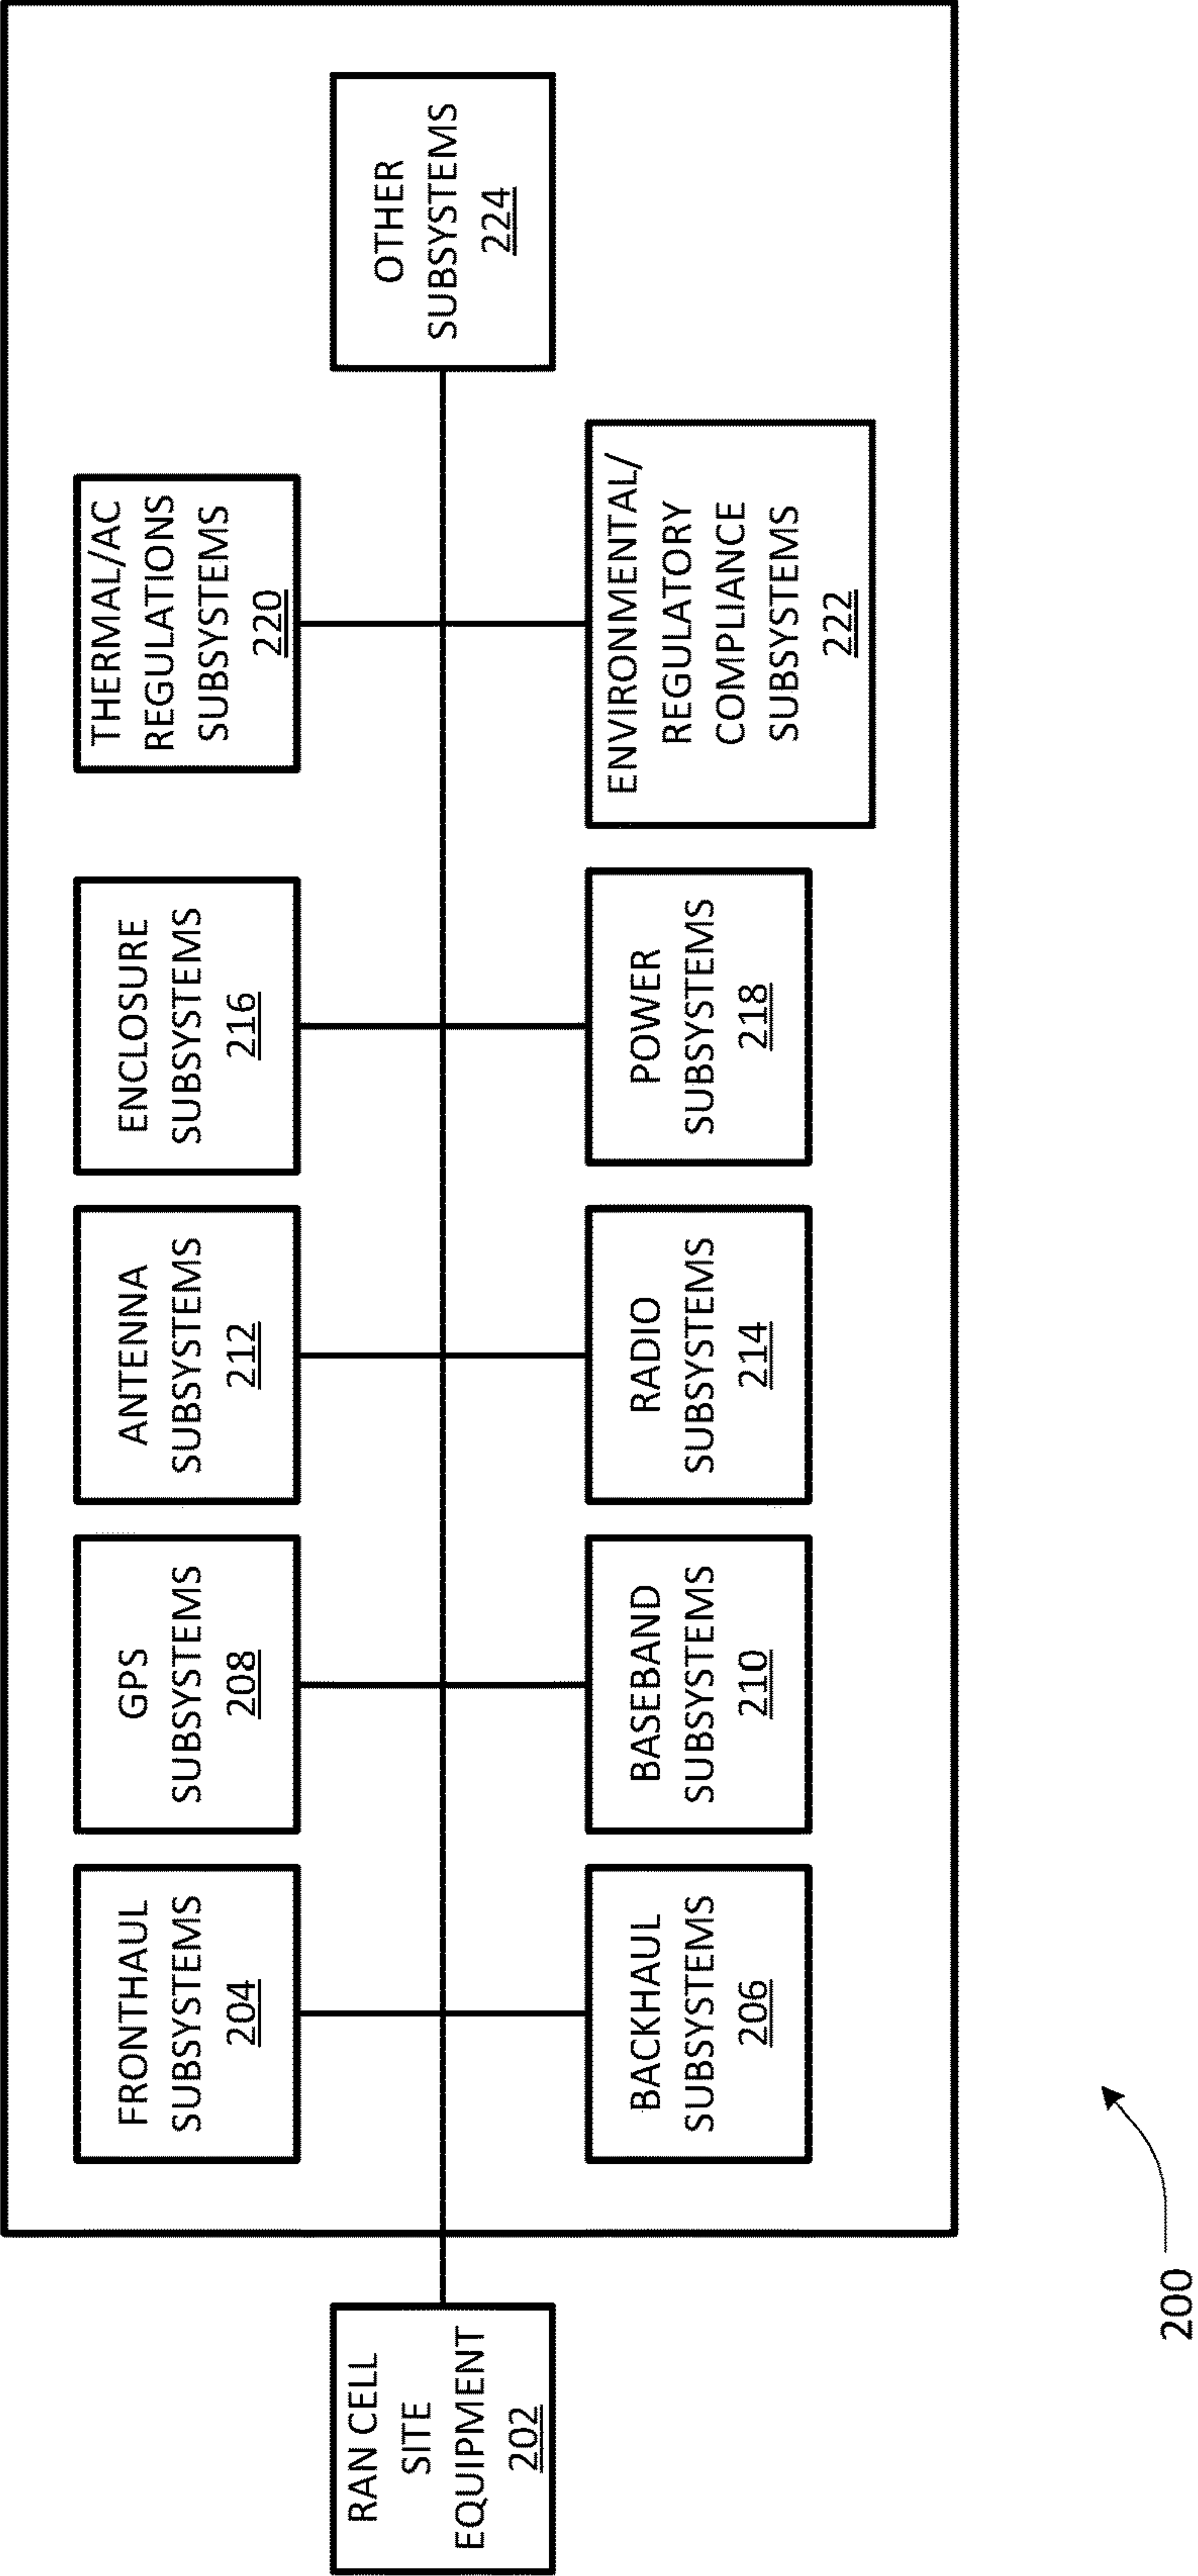 RAN CELL
SITE
EQUIPMENT
202
FRONTHAUL
SUBSYSTEMS
204
BACKHAUL
SUBSYSTEMS
206
GPS
SUBSYSTEMS
208
BASEBAND
SUBSYSTEMS
210
ANTENNA
SUBSYSTEMS
212
RADIO
SUBSYSTEMS
214
ENCLOSURE
SUBSYSTEMS
216
POWER
SUBSYSTEMS
218
THERMAL/AC
REGULATIONS
SUBSYSTEMS
220
ENVIRONMENTAL/
REGULATORY
COMPLIANCE
SUBSYSTEMS
222
OTHER
SUBSYSTEMS
224
200